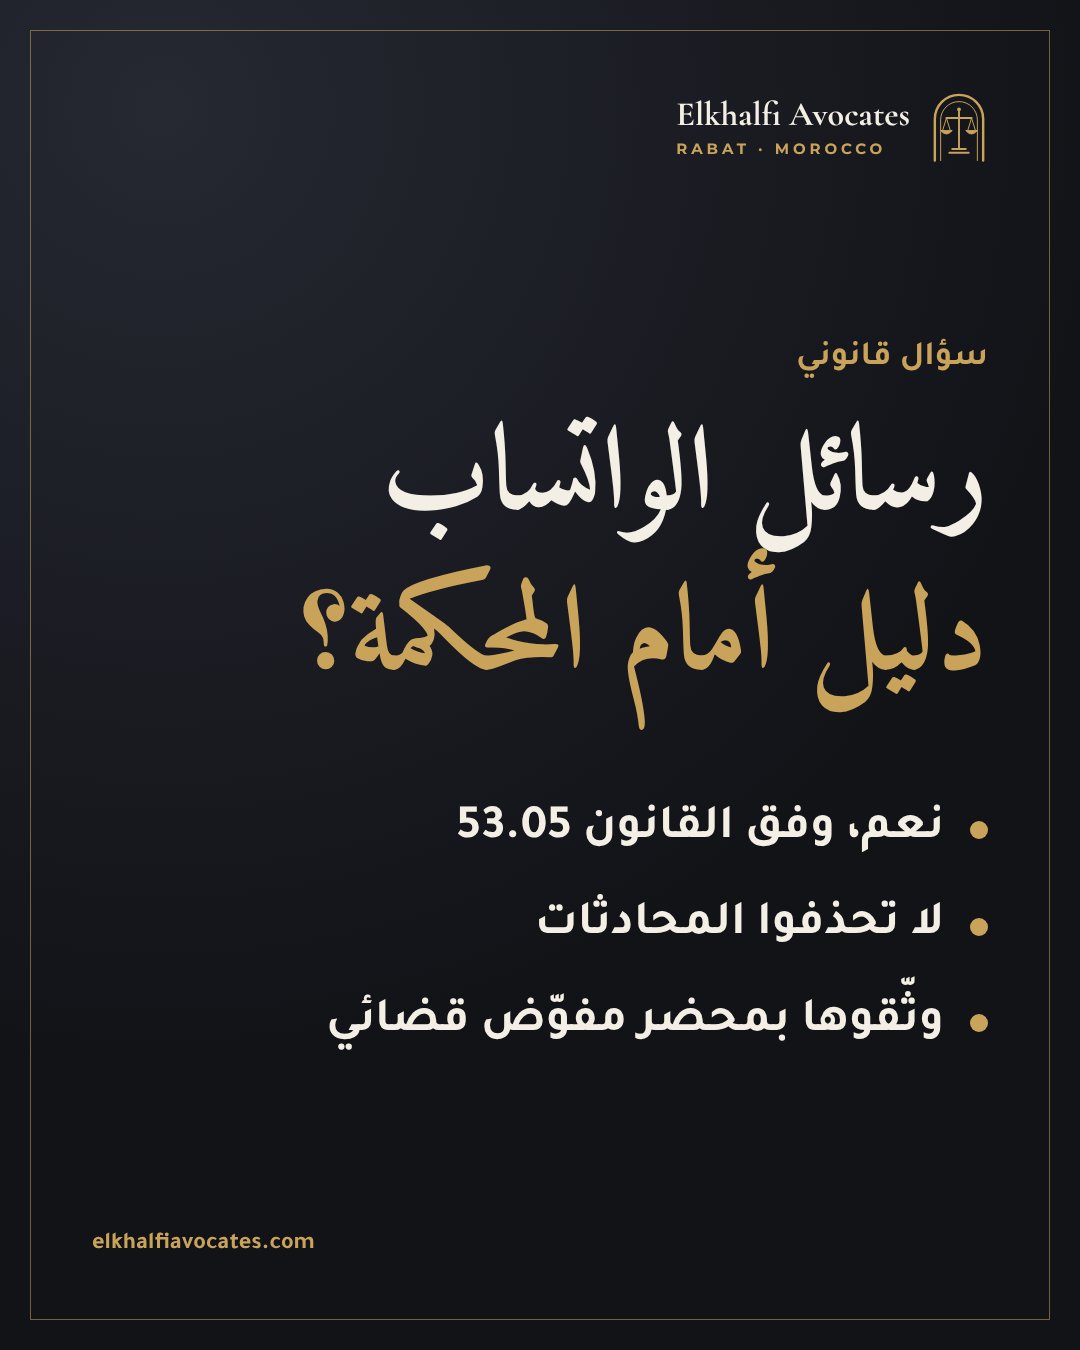 Elkhalfi Avocates
RABAT · MOROCCO
سؤال قانوني
رسائل الواتساب
دليل أمام المحكمة؟
نعم، وفق القانون 53.05
لا تحذفوا المحادثات
وثّقوها بمحضر مفوّض قضائي
elkhalfiavocates.com